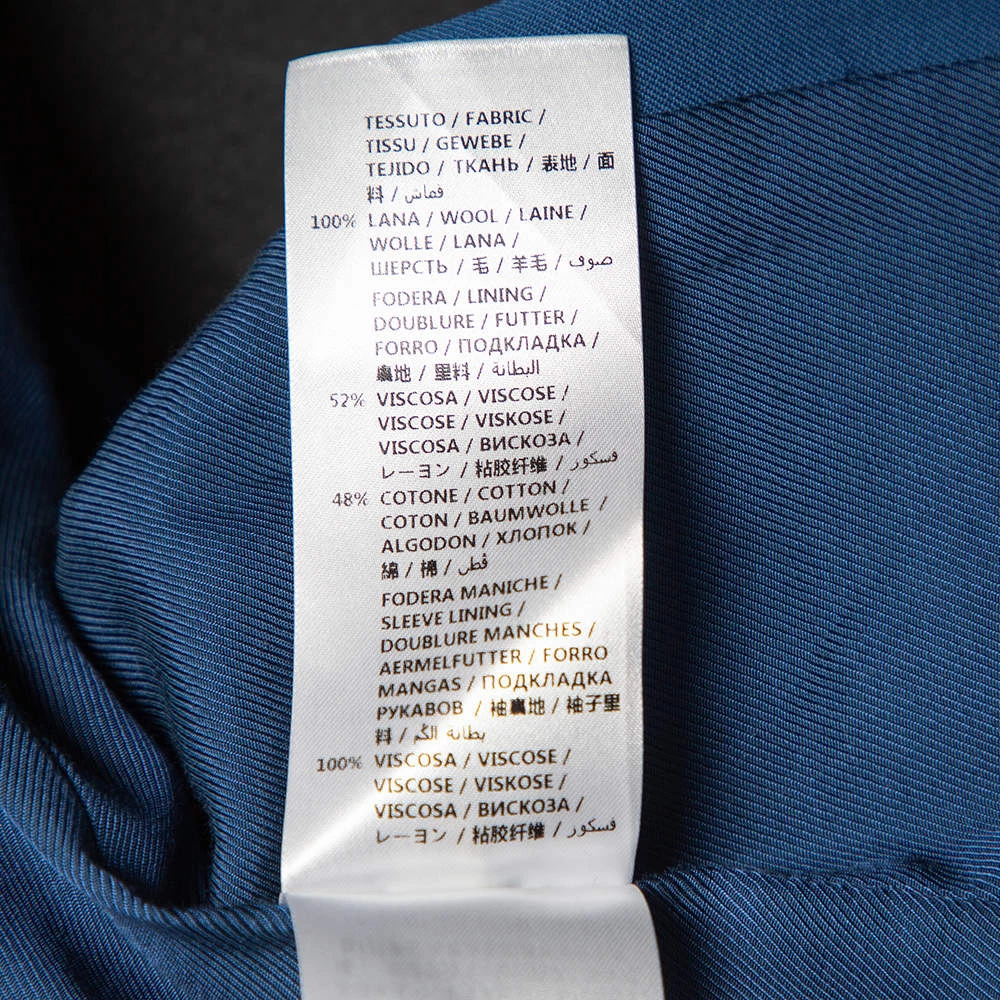 TESSUTO / FABRIC /
TISSU / GEWEBE /
TEJIDO / ТКАНЬ / 表地 / 面
料 / قماش
100% LANA / WOOL / LAINE /
WOLLE / LANA /
ШЕРСТЬ / 毛 / 羊毛 / صوف
FODERA / LINING /
DOUBLURE / FUTTER /
FORRO / ПОДКЛАДКА /
裏地 / 里料 / البطانة
52% VISCOSA / VISCOSE /
VISCOSE / VISKOSE /
VISCOSA / ВИСКОЗА /
レーヨン / 粘胶纤维 / فسكور
48% COTONE / COTTON /
COTON / BAUMWOLLE /
ALGODON / ХЛОПОК /
綿 / 棉 / قطن
FODERA MANICHE /
SLEEVE LINING /
DOUBLURE MANCHES /
AERMELFUTTER / FORRO
MANGAS / ПОДКЛАДКА
РУКАВОВ / 袖裏地 / 袖子里
料 / بطانة الكُم
100% VISCOSA / VISCOSE /
VISCOSE / VISKOSE /
VISCOSA / ВИСКОЗА /
レーヨン / 粘胶纤维 / فسكور